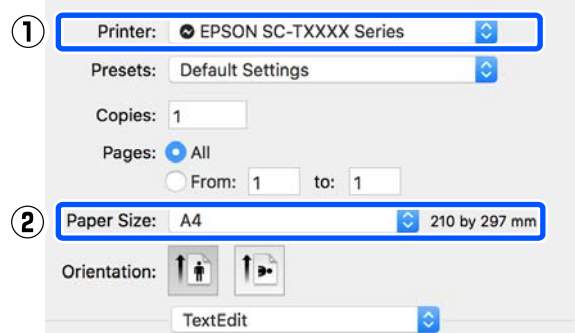 ① Printer: EPSON SC-TXXXX Series
Presets: Default Settings
Copies: 1
Pages: All
From: 1 to: 1
② Paper Size: A4 210 by 297 mm
Orientation:
TextEdit